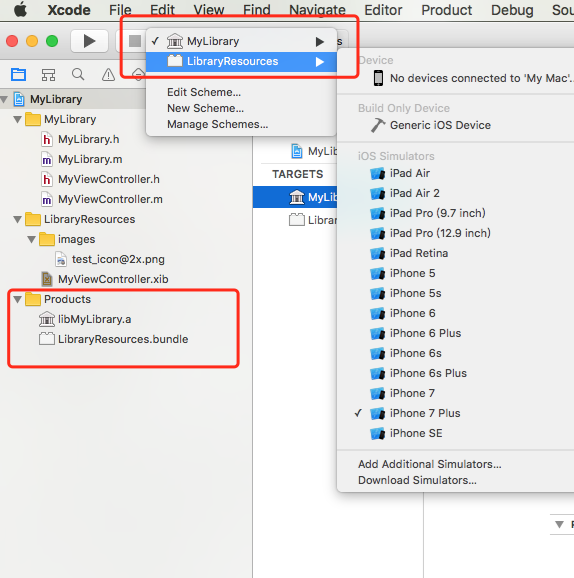 Xcode File Edit View Find Navigate Editor Product Debug Sou
MyLibrary
LibraryResources
s
Edit Scheme...
New Scheme...
Manage Schemes...
Device
No devices connected to 'My Mac'..
Build Only Device
Generic iOS Device
iOS Simulators
iPad Air
iPad Air 2
iPad Pro (9.7 inch)
iPad Pro (12.9 inch)
iPad Retina
iPhone 5
iPhone 5s
iPhone 6
iPhone 6 Plus
iPhone 6s
iPhone 6s Plus
iPhone 7
iPhone 7 Plus
iPhone SE
Add Additional Simulators...
Download Simulators...
MyLibrary
MyLibrary
MyLibrary.h
MyLibrary.m
MyViewController.h
MyViewController.m
LibraryResources
images
test_icon@2x.png
MyViewController.xib
Products
libMyLibrary.a
LibraryResources.bundle
MyLib
TARGETS
MyLi
Librar